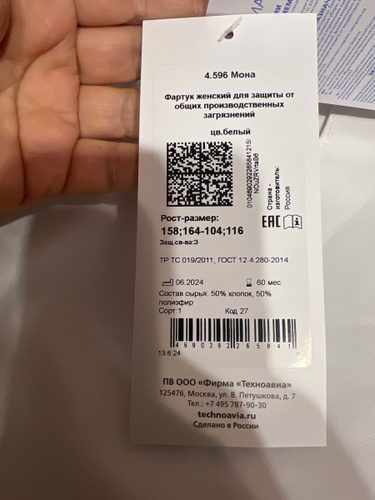 4.596 Мона
Фартук женский для защиты от
общих производственных
загрязнений
цв.белый
Страна -
изготовитель:
Россия
Рост-размер:
158;164-104;116
Защ.св-ва:З
EAC
ТР ТС 019/2011; ГОСТ 12.4.280-2014
06.2024 60 мес.
Состав сырья: 50% хлопок, 50%
полиэфир
Сорт:1 Код:27
13.6.24
ПВ ООО «Фирма «Техноавиа»
125476, Москва, ул. В. Петушкова, д. 7
Тел.: +7 495 787-90-30
technoavia.ru
Сделано в России